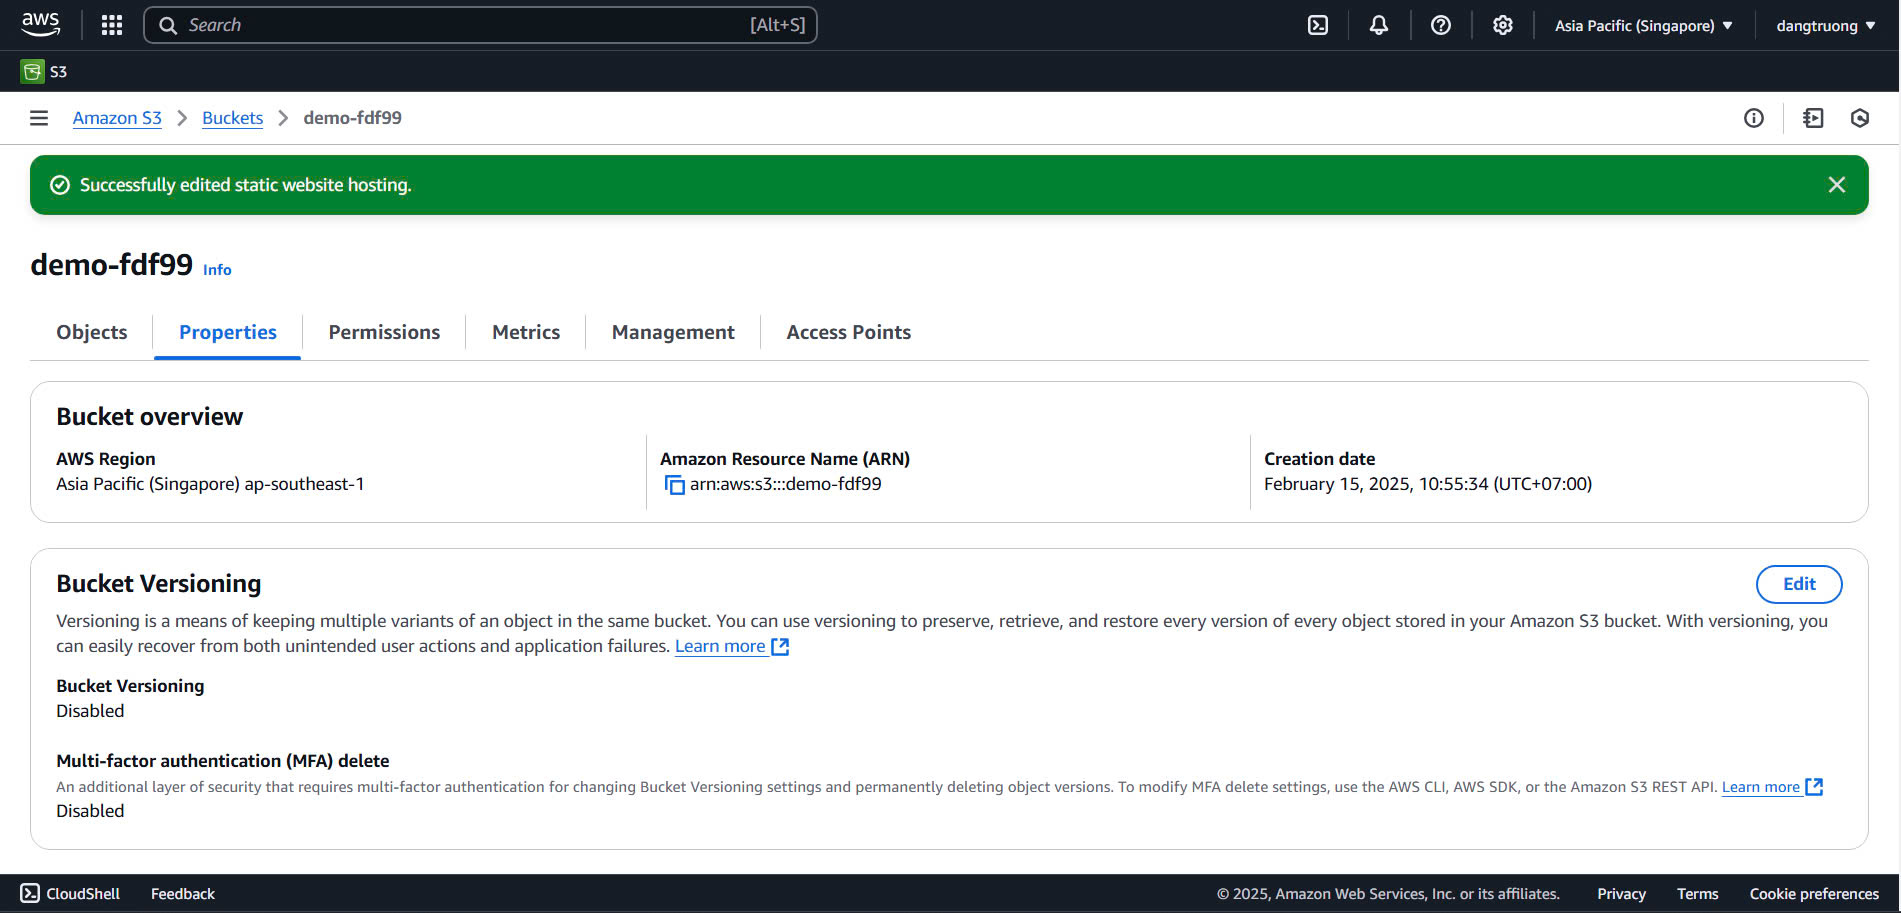 aws
Search [Alt+S]
Asia Pacific (Singapore)
dangtruong
S3
Amazon S3 Buckets demo-fdf99
Successfully edited static website hosting.
demo-fdf99 Info
Objects Properties Permissions Metrics Management Access Points
Bucket overview
AWS Region
Asia Pacific (Singapore) ap-southeast-1
Amazon Resource Name (ARN)
arn:aws:s3:::demo-fdf99
Creation date
February 15, 2025, 10:55:34 (UTC+07:00)
Bucket Versioning
Edit
Versioning is a means of keeping multiple variants of an object in the same bucket. You can use versioning to preserve, retrieve, and restore every version of every object stored in your Amazon S3 bucket. With versioning, you
can easily recover from both unintended user actions and application failures. Learn more
Bucket Versioning
Disabled
Multi-factor authentication (MFA) delete
An additional layer of security that requires multi-factor authentication for changing Bucket Versioning settings and permanently deleting object versions. To modify MFA delete settings, use the AWS CLI, AWS SDK, or the Amazon S3 REST API. Learn more
Disabled
CloudShell Feedback © 2025, Amazon Web Services, Inc. or its affiliates. Privacy Terms Cookie preferences